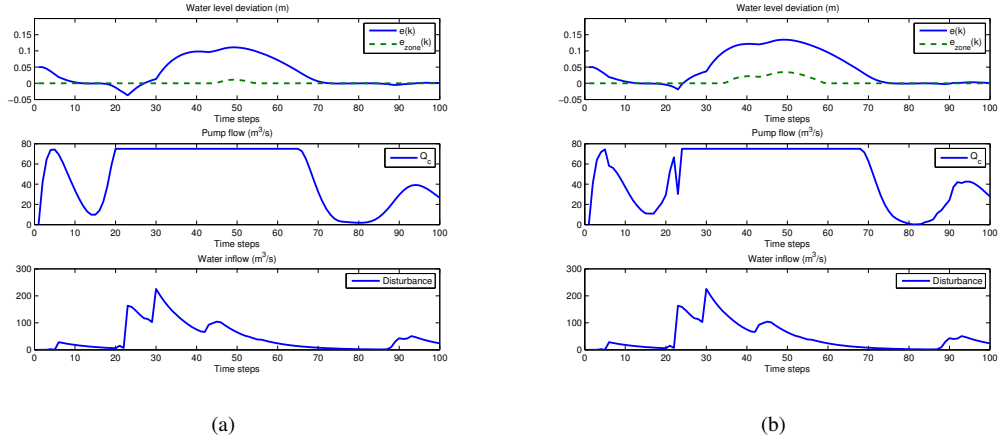 Water level deviation (m)
0.15
0.1
0.05
0
−0.05
e(k)
e_zone(k)
0 10 20 30 40 50 60 70 80 90 100
Time steps
Pump flow (m³/s)
80
60
40
20
0
Q_c
0 10 20 30 40 50 60 70 80 90 100
Time steps
Water inflow (m³/s)
300
200
100
0
Disturbance
0 10 20 30 40 50 60 70 80 90 100
Time steps
(a)
Water level deviation (m)
0.15
0.1
0.05
0
−0.05
e(k)
e_zone(k)
0 10 20 30 40 50 60 70 80 90 100
Time steps
Pump flow (m³/s)
80
60
40
20
0
Q_c
0 10 20 30 40 50 60 70 80 90 100
Time steps
Water inflow (m³/s)
300
200
100
0
Disturbance
0 10 20 30 40 50 60 70 80 90 100
Time steps
(b)